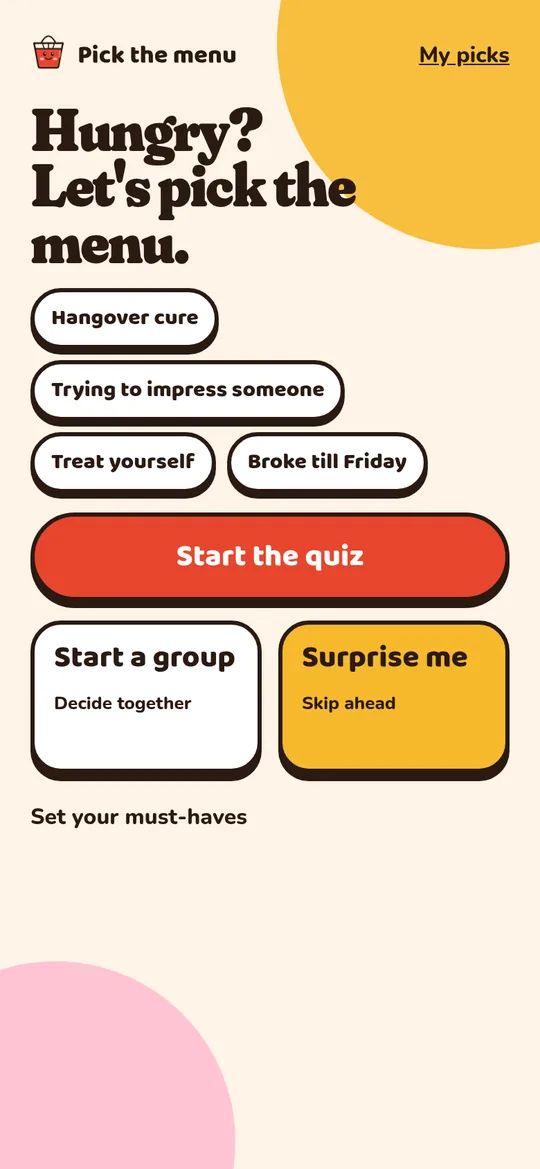 Pick the menu
My picks
Hungry?
Let's pick the
menu.
Hangover cure
Trying to impress someone
Treat yourself
Broke till Friday
Start the quiz
Start a group
Decide together
Surprise me
Skip ahead
Set your must-haves